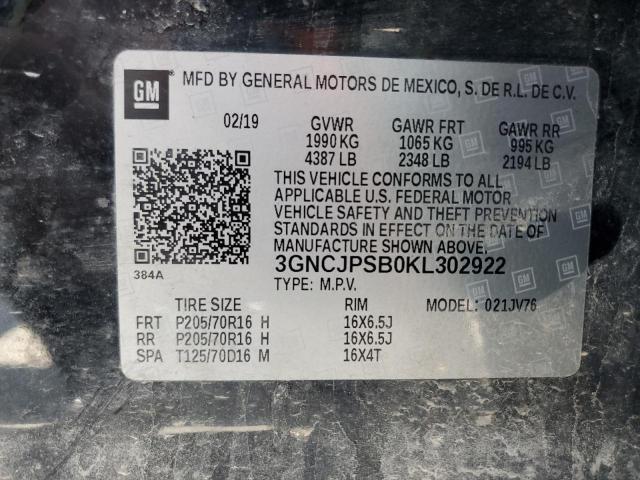 GM MFD BY GENERAL MOTORS DE MEXICO, S. DE R.L. DE C.V.
02/19 GVWR GAWR FRT GAWR RR
1990 KG 1065 KG 995 KG
4387 LB 2348 LB 2194 LB
THIS VEHICLE CONFORMS TO ALL
APPLICABLE U.S. FEDERAL MOTOR
VEHICLE SAFETY AND THEFT PREVENTION
STANDARDS IN EFFECT ON THE DATE OF
MANUFACTURE SHOWN ABOVE.
384A 3GNCJPSB0KL302922
TYPE: M.P.V.
TIRE SIZE RIM MODEL: 021JV76
FRT P205/70R16 H 16X6.5J
RR P205/70R16 H 16X6.5J
SPA T125/70D16 M 16X4T